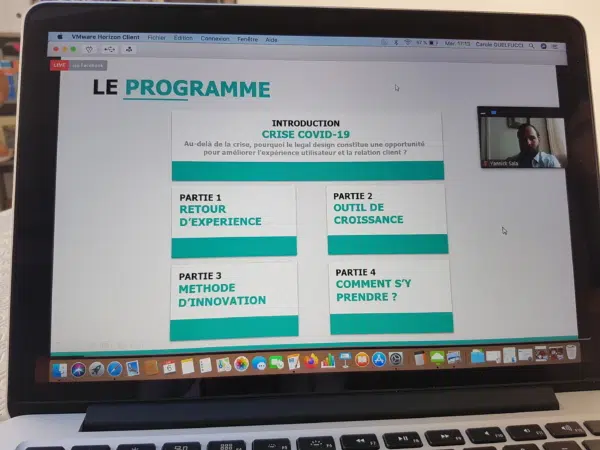 VMware Horizon Client Fichier Edition Connexion Fenêtre Aide
LIVE sur Facebook
LE PROGRAMME
INTRODUCTION
CRISE COVID-19
Au-delà de la crise, pourquoi le legal design constitue une opportunité
pour améliorer l'expérience utilisateur et la relation client ?
PARTIE 1
RETOUR
D'EXPERIENCE
PARTIE 2
OUTIL DE
CROISSANCE
PARTIE 3
METHODE
D'INNOVATION
PARTIE 4
COMMENT S'Y
PRENDRE ?
Yannick